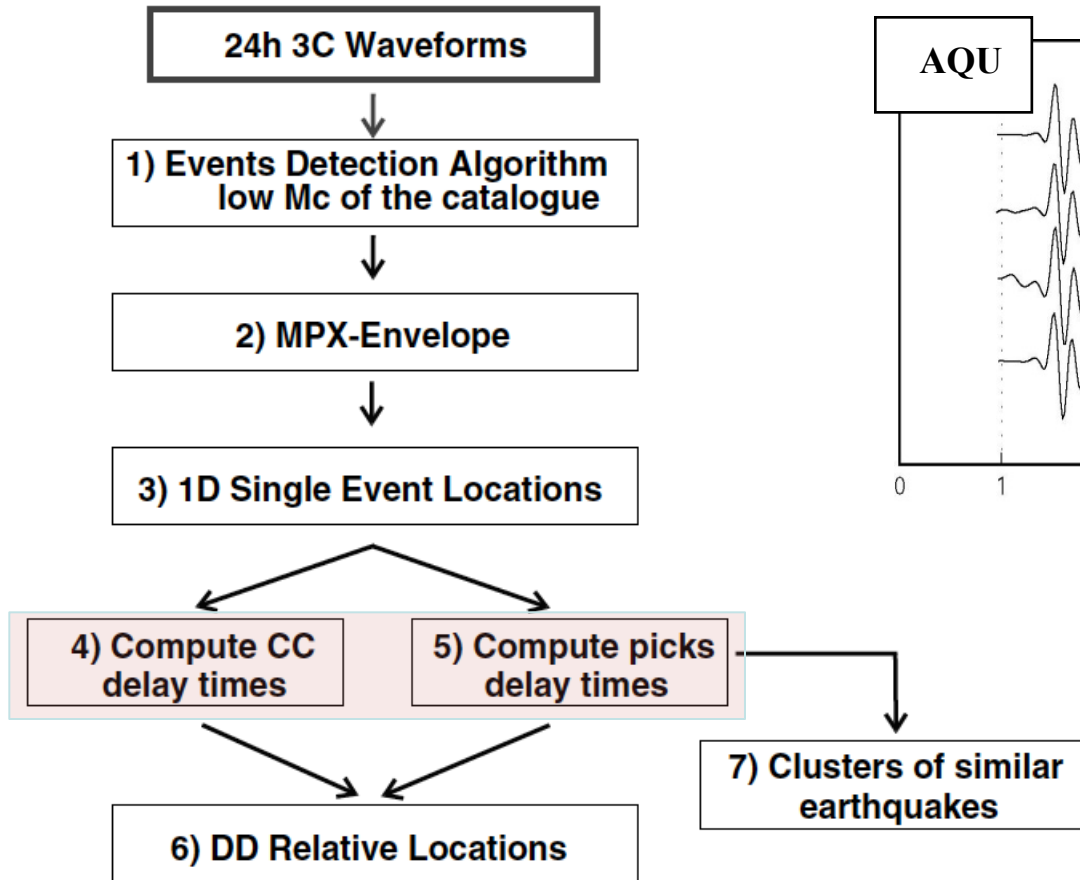 24h 3C Waveforms
1) Events Detection Algorithm
low Mc of the catalogue
2) MPX-Envelope
3) 1D Single Event Locations
4) Compute CC
delay times
5) Compute picks
delay times
6) DD Relative Locations
7) Clusters of similar
earthquakes
AQU
0 1